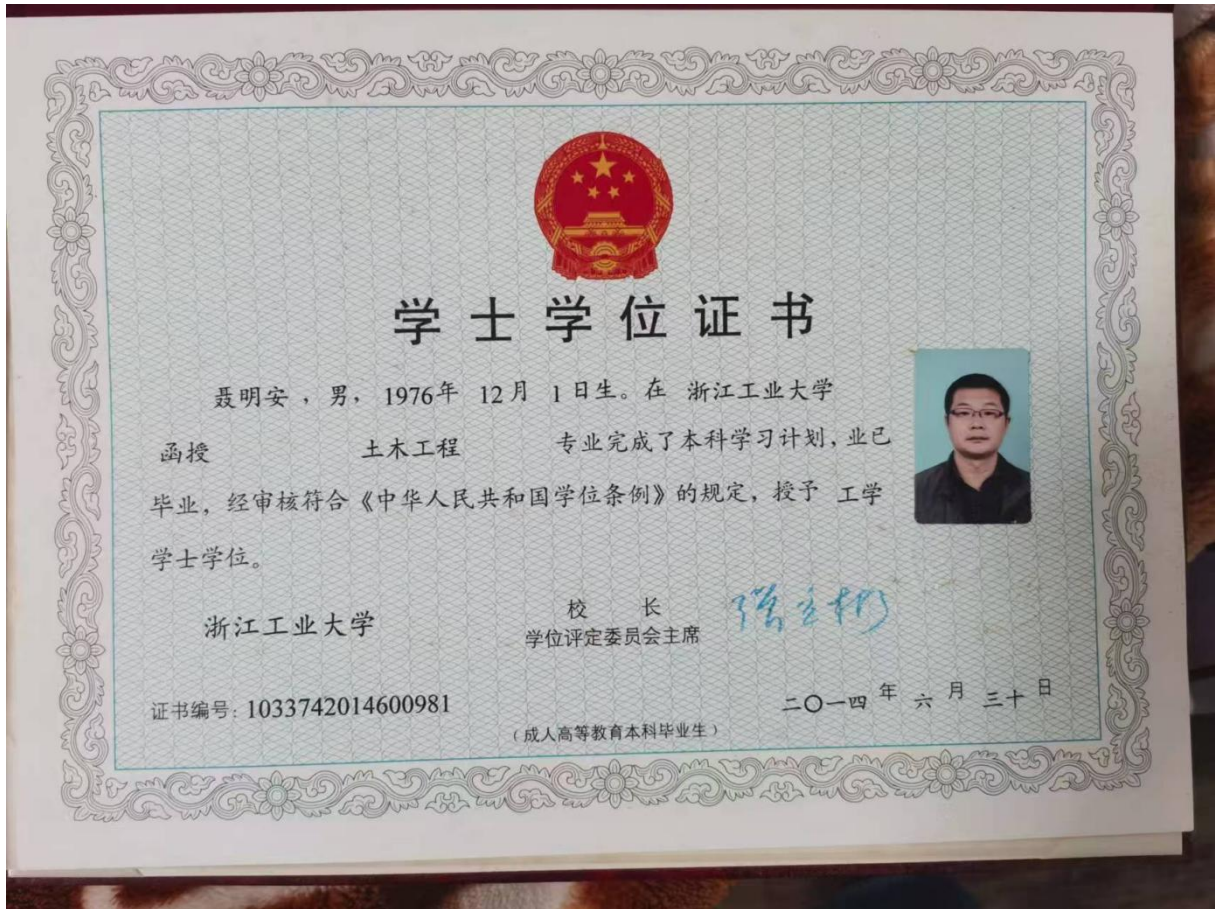 学士学位证书
聂明安，男，1976年 12月 1日生。在 浙江工业大学
函授 土木工程 专业完成了本科学习计划，业已
毕业，经审核符合《中华人民共和国学位条例》的规定，授予 工学
学士学位。
浙江工业大学
校 长
学位评定委员会主席
证书编号：1033742014600981
二〇一四 年 六 月 三十 日
（成人高等教育本科毕业生）